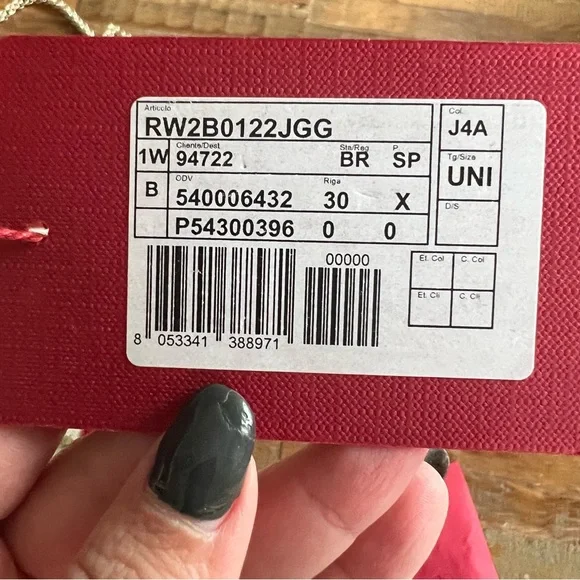 Articolo
RW2B0122JGG
Col.
J4A
1W
Cliente/Dest.
94722
Sta/Rag
BR
P
SP
Tg/Size
UNI
B
ODV
540006432
Riga
30
X
D/S
P54300396 0 0
Et. Col C. Col
Et. Cli C. Cli
00000
8 053341 388971